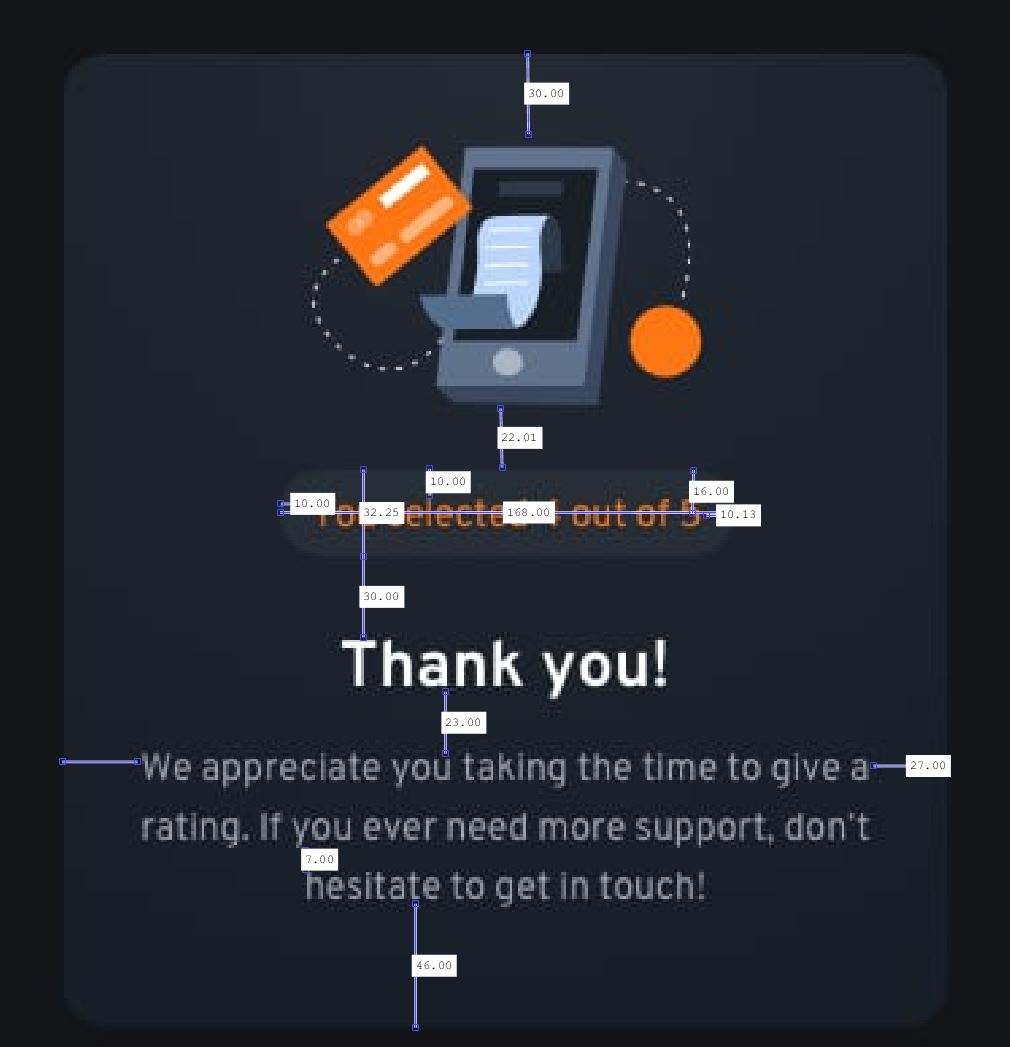 30.00
22.01
10.00
16.00
10.00
32.25
168.00
10.13
You selected 4 out of 5
30.00
Thank you!
23.00
We appreciate you taking the time to give a
27.00
rating. If you ever need more support, don't
7.00
hesitate to get in touch!
46.00